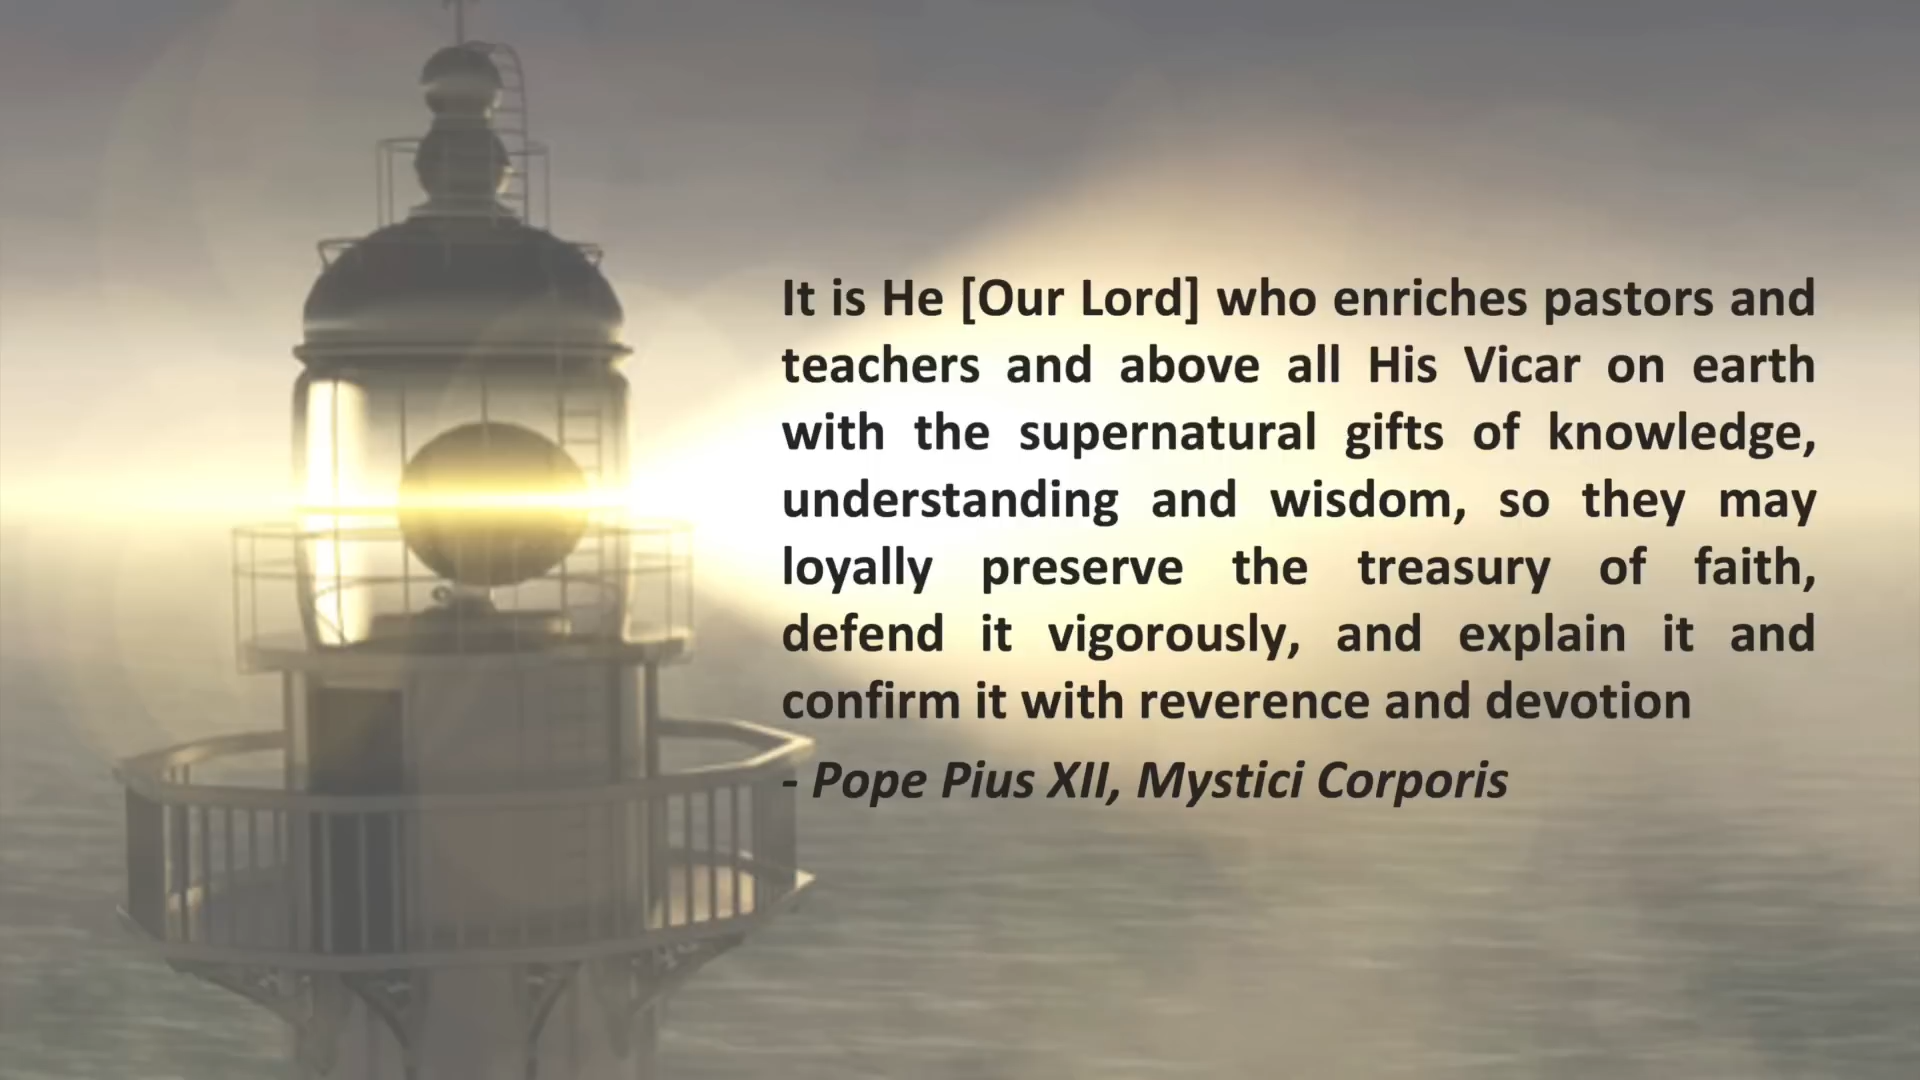 It is He [Our Lord] who enriches pastors and
teachers and above all His Vicar on earth
with the supernatural gifts of knowledge,
understanding and wisdom, so they may
loyally preserve the treasury of faith,
defend it vigorously, and explain it and
confirm it with reverence and devotion
- Pope Pius XII, Mystici Corporis